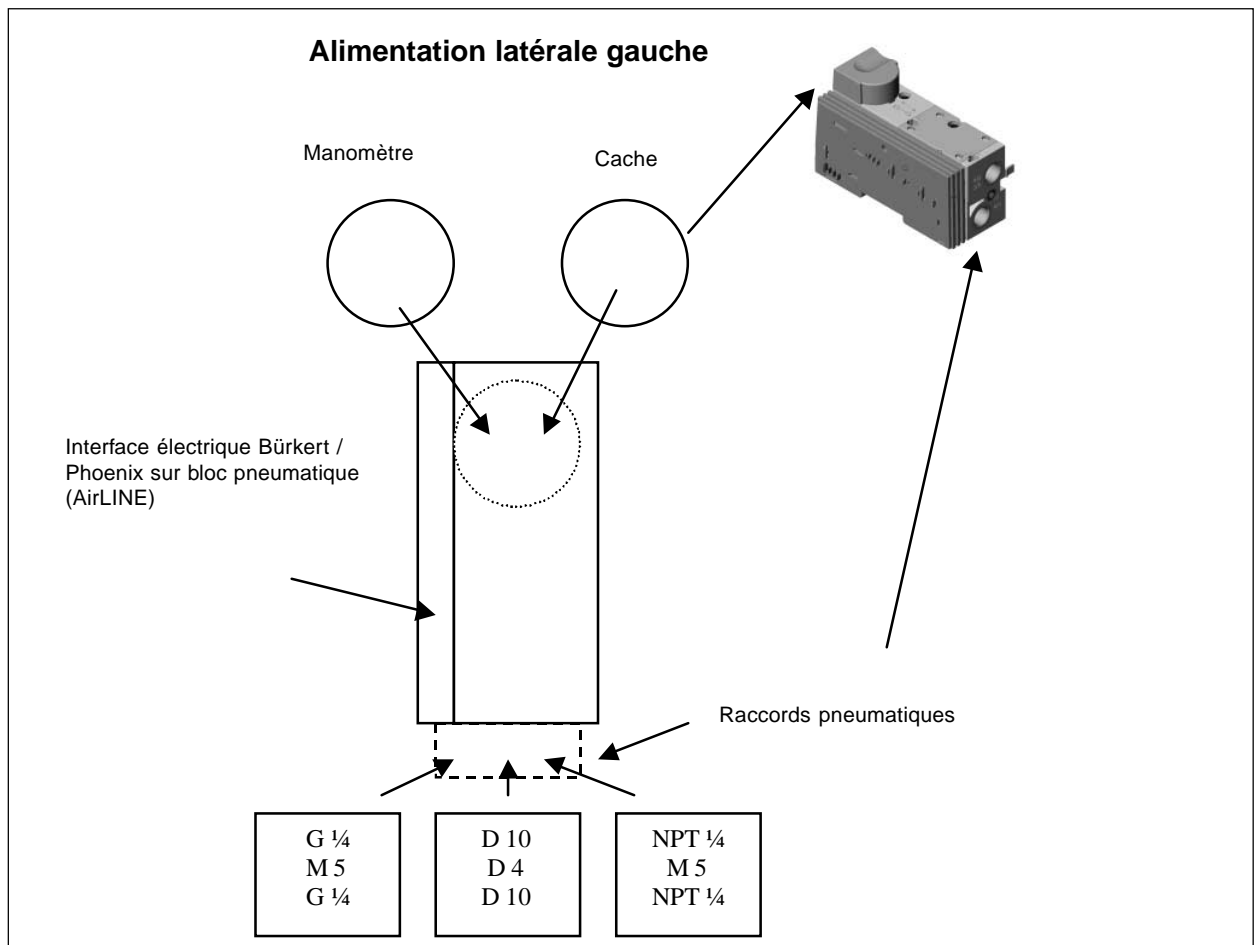 Alimentation latérale gauche
Manomètre
Cache
Interface électrique Bürkert /
Phoenix sur bloc pneumatique
(AirLINE)
Raccords pneumatiques
G ¼
M 5
G ¼
D 10
D 4
D 10
NPT ¼
M 5
NPT ¼